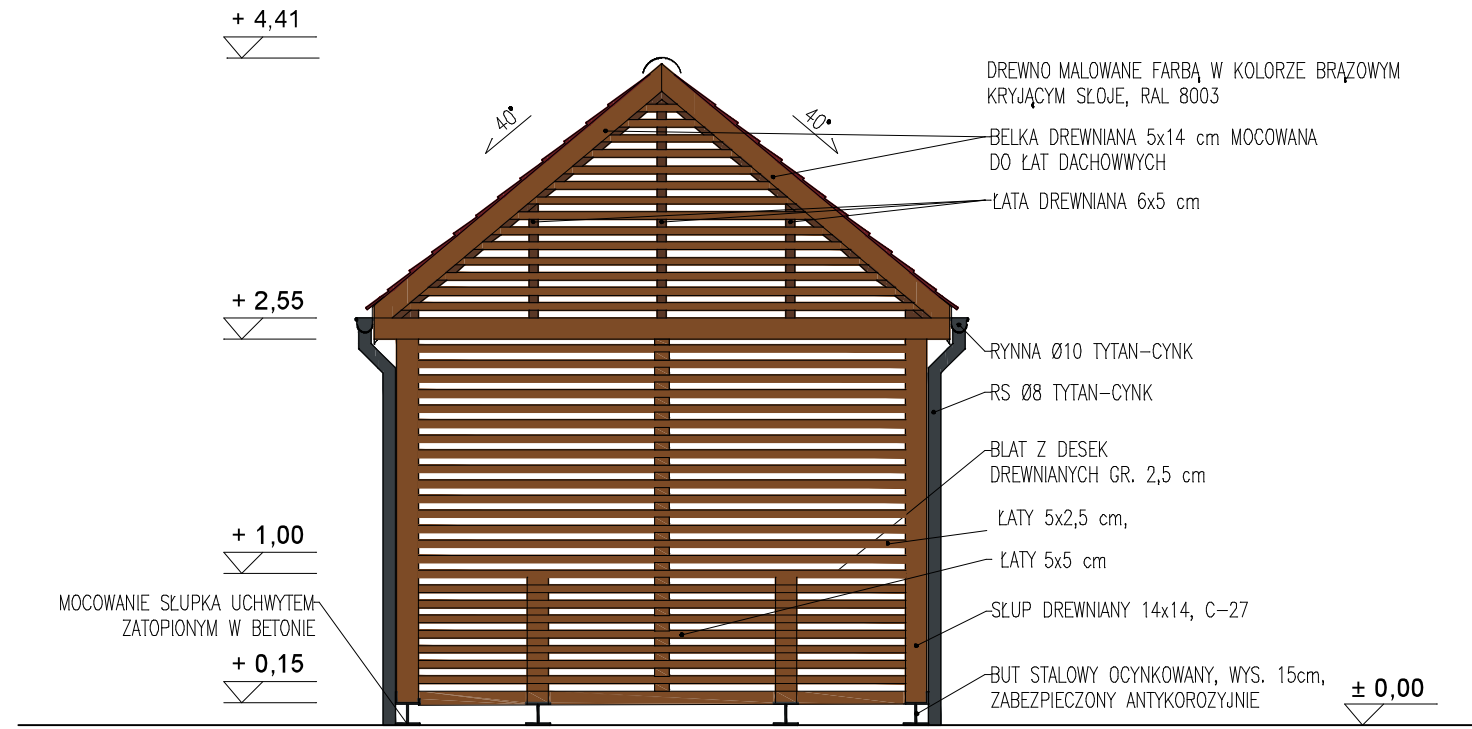 + 4,41
DREWNO MALOWANE FARBĄ W KOLORZE BRĄZOWYM
KRYJĄCYM SŁOJE, RAL 8003
40°
40°
BELKA DREWNIANA 5x14 cm MOCOWANA
DO ŁAT DACHOWWYCH
ŁATA DREWNIANA 6x5 cm
+ 2,55
RYNNA Ø10 TYTAN-CYNK
RS Ø8 TYTAN-CYNK
BLAT Z DESEK
DREWNIANYCH GR. 2,5 cm
ŁATY 5x2,5 cm,
+ 1,00
ŁATY 5x5 cm
MOCOWANIE SŁUPKA UCHWYTEM
ZATOPIONYM W BETONIE
SŁUP DREWNIANY 14x14, C-27
+ 0,15
BUT STALOWY OCYNKOWANY, WYS. 15cm,
ZABEZPIECZONY ANTYKOROZYJNIE
± 0,00